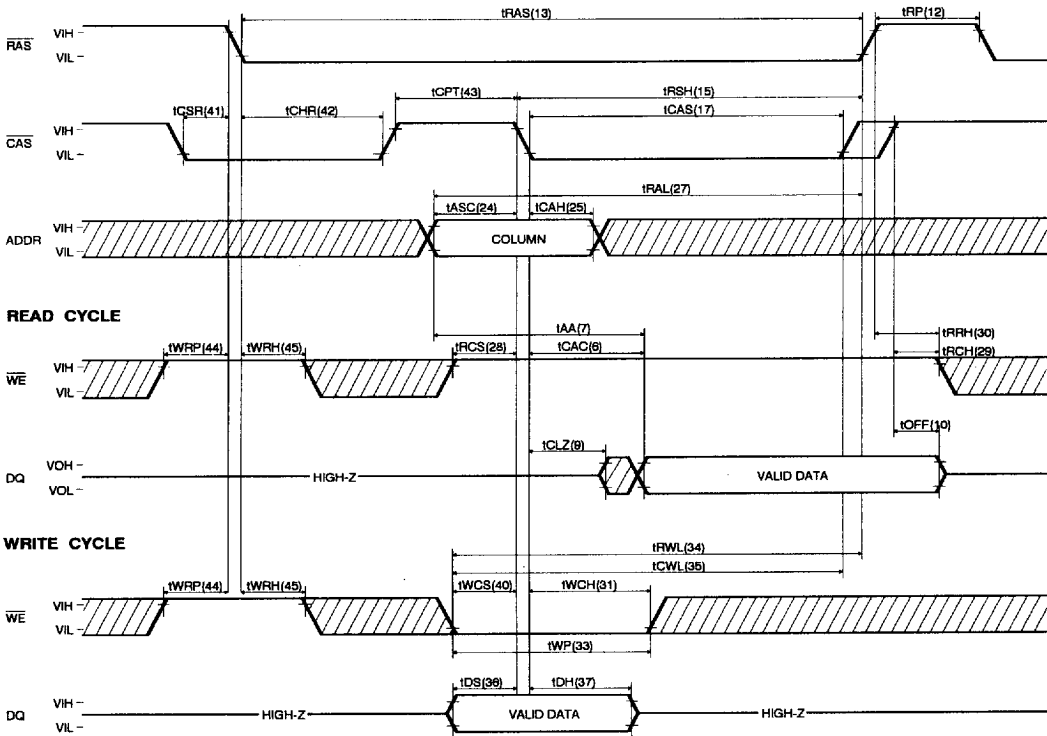 tRAS(13) tRP(12)
RAS VIH
VIL
tCPT(43) tRSH(15)
tCSR(41) tCHR(42) tCAS(17)
CAS VIH
VIL
tRAL(27)
tASC(24) tCAH(25)
ADDR VIH
VIL
COLUMN
READ CYCLE
tAA(7) tRRH(30)
tWRP(44) tWRH(45) tRCS(28) tCAC(6) tRCH(29)
WE VIH
VIL
tCLZ(9) tOFF(10)
DQ VOH
VOL
HIGH-Z VALID DATA
WRITE CYCLE
tRWL(34)
tCWL(35)
tWRP(44) tWRH(45) tWCS(40) tWCH(31)
WE VIH
VIL
tWP(33)
tDS(36) tDH(37)
DQ VIH
VIL
HIGH-Z VALID DATA HIGH-Z